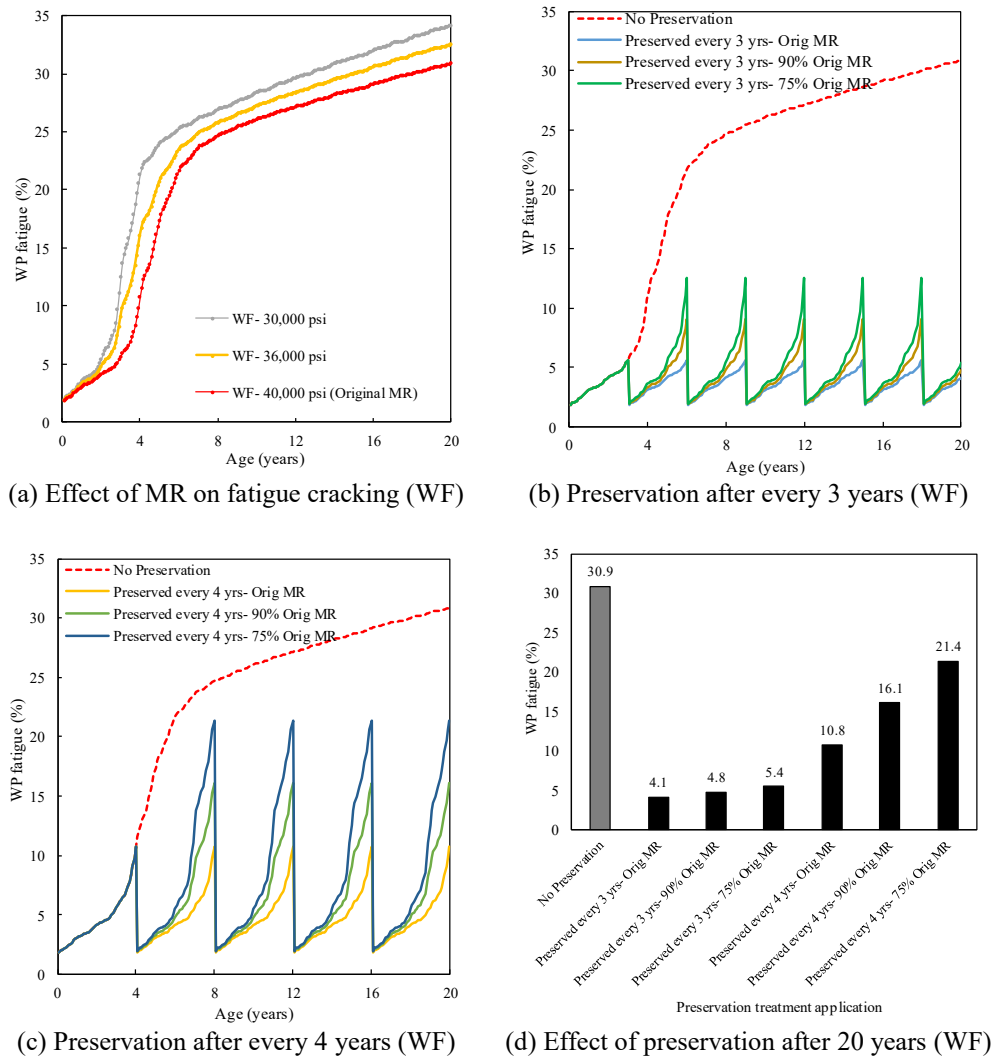 35
30
25
20
15
10
5
0
WP fatigue (%)
WF- 30,000 psi
WF- 36,000 psi
WF- 40,000 psi (Original MR)
0 4 8 12 16 20
Age (years)
(a) Effect of MR on fatigue cracking (WF)
35
30
25
20
15
10
5
0
WP fatigue (%)
No Preservation
Preserved every 3 yrs- Orig MR
Preserved every 3 yrs- 90% Orig MR
Preserved every 3 yrs- 75% Orig MR
0 4 8 12 16 20
Age (years)
(b) Preservation after every 3 years (WF)
35
30
25
20
15
10
5
0
WP fatigue (%)
No Preservation
Preserved every 4 yrs- Orig MR
Preserved every 4 yrs- 90% Orig MR
Preserved every 4 yrs- 75% Orig MR
0 4 8 12 16 20
Age (years)
(c) Preservation after every 4 years (WF)
35
30
25
20
15
10
5
0
WP fatigue (%)
30.9
4.1
4.8
5.4
10.8
16.1
21.4
No Preservation
Preserved every 3 yrs- Orig MR
Preserved every 3 yrs- 90% Orig MR
Preserved every 3 yrs- 75% Orig MR
Preserved every 4 yrs- Orig MR
Preserved every 4 yrs- 90% Orig MR
Preserved every 4 yrs- 75% Orig MR
Preservation treatment application
(d) Effect of preservation after 20 years (WF)